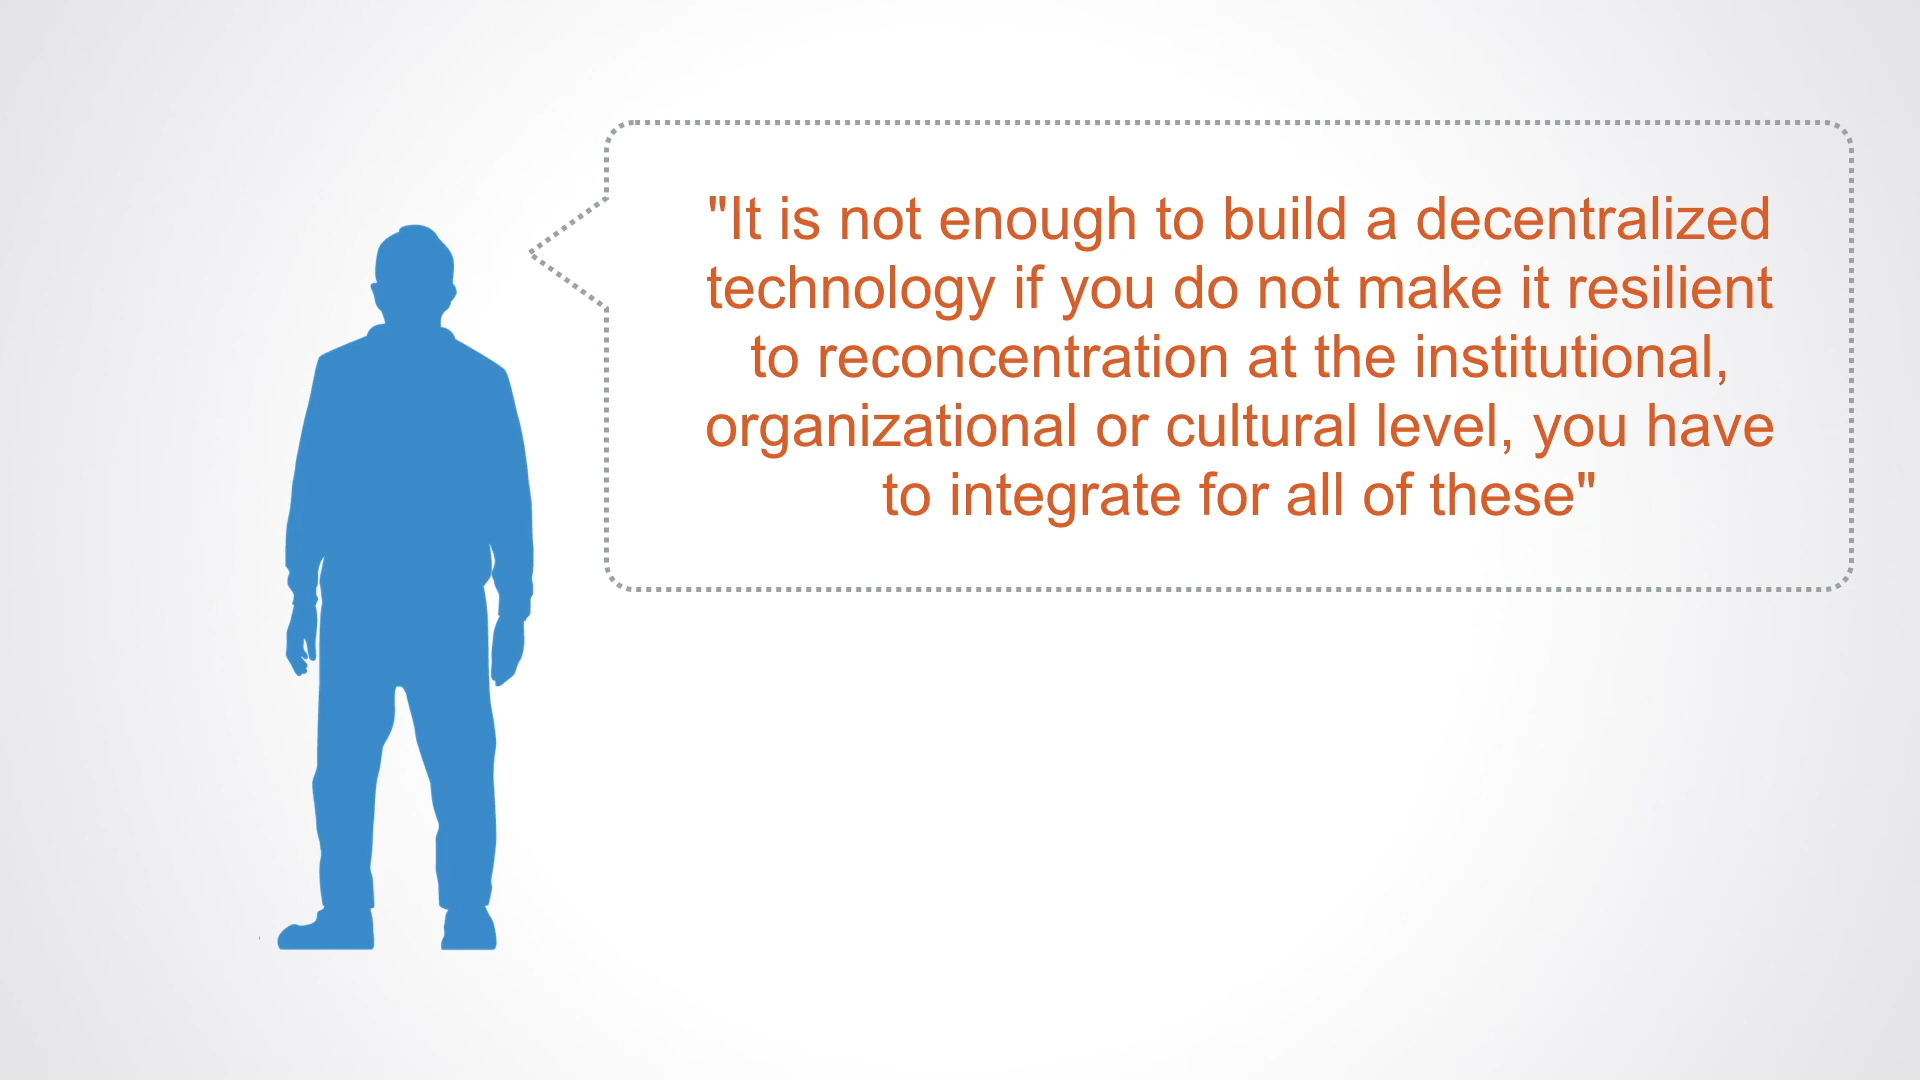 "It is not enough to build a decentralized
technology if you do not make it resilient
to reconcentration at the institutional,
organizational or cultural level, you have
to integrate for all of these"